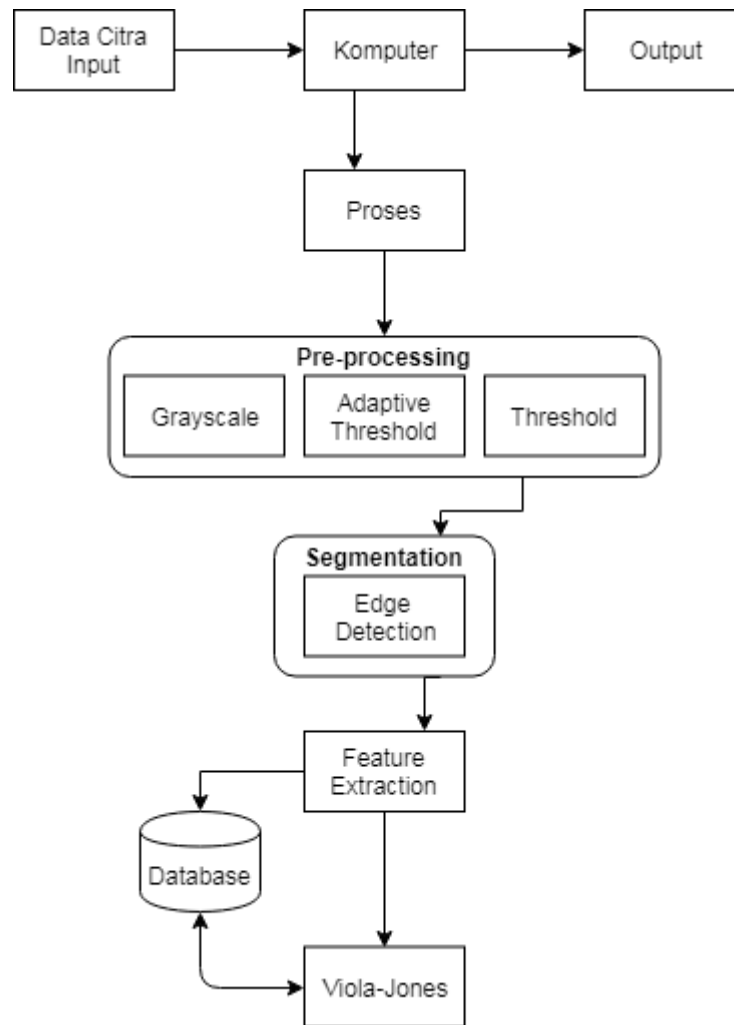 Data Citra
Input
Komputer
Output
Proses
Pre-processing
Grayscale
Adaptive
Threshold
Threshold
Segmentation
Edge
Detection
Feature
Extraction
Database
Viola-Jones